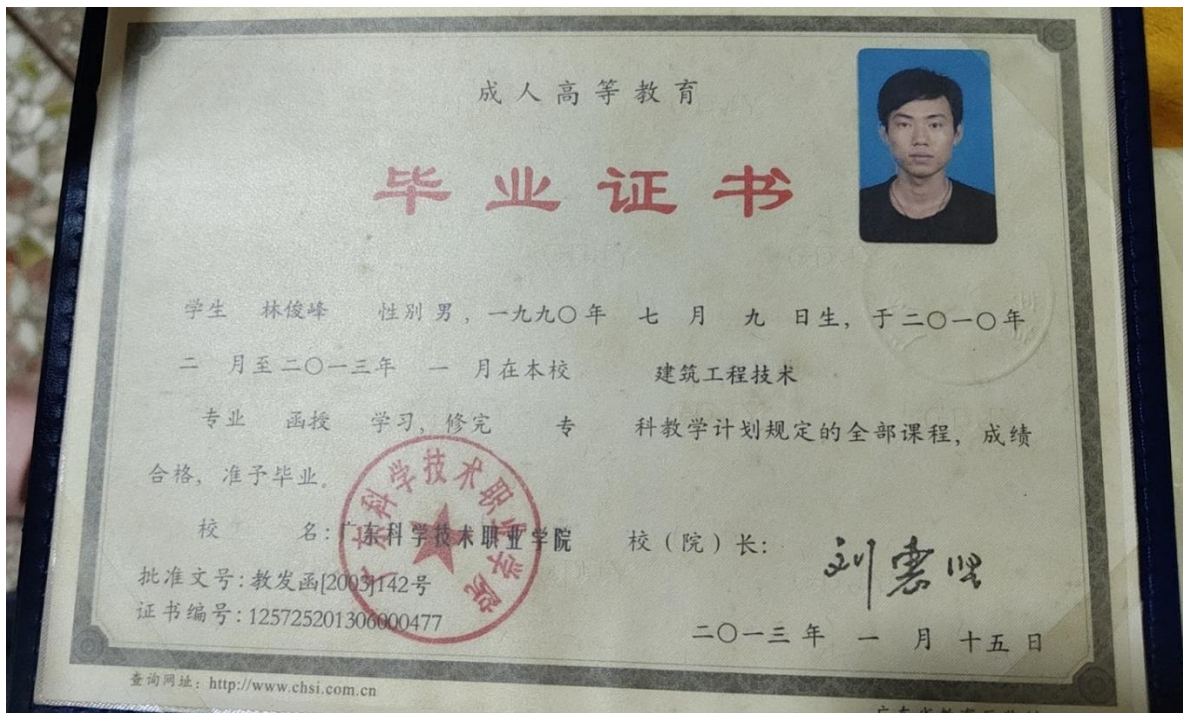 成人高等教育
毕业证书
学生 林俊峰 性别 男，一九九〇年 七 月 九 日生，于二〇一〇年
二 月至二〇一三年 一 月在本校 建筑工程技术
专业 函授 学习，修完 专 科教学计划规定的全部课程，成绩
合格，准予毕业。
校 名：广东科学技术职业学院 校（院）长：刘
批准文号：教发函[2003]142号
证书编号：125725201306000477
二〇一三年 一 月 十五 日
广东科学技术职业学院
查询网址：http://www.chsi.com.cn